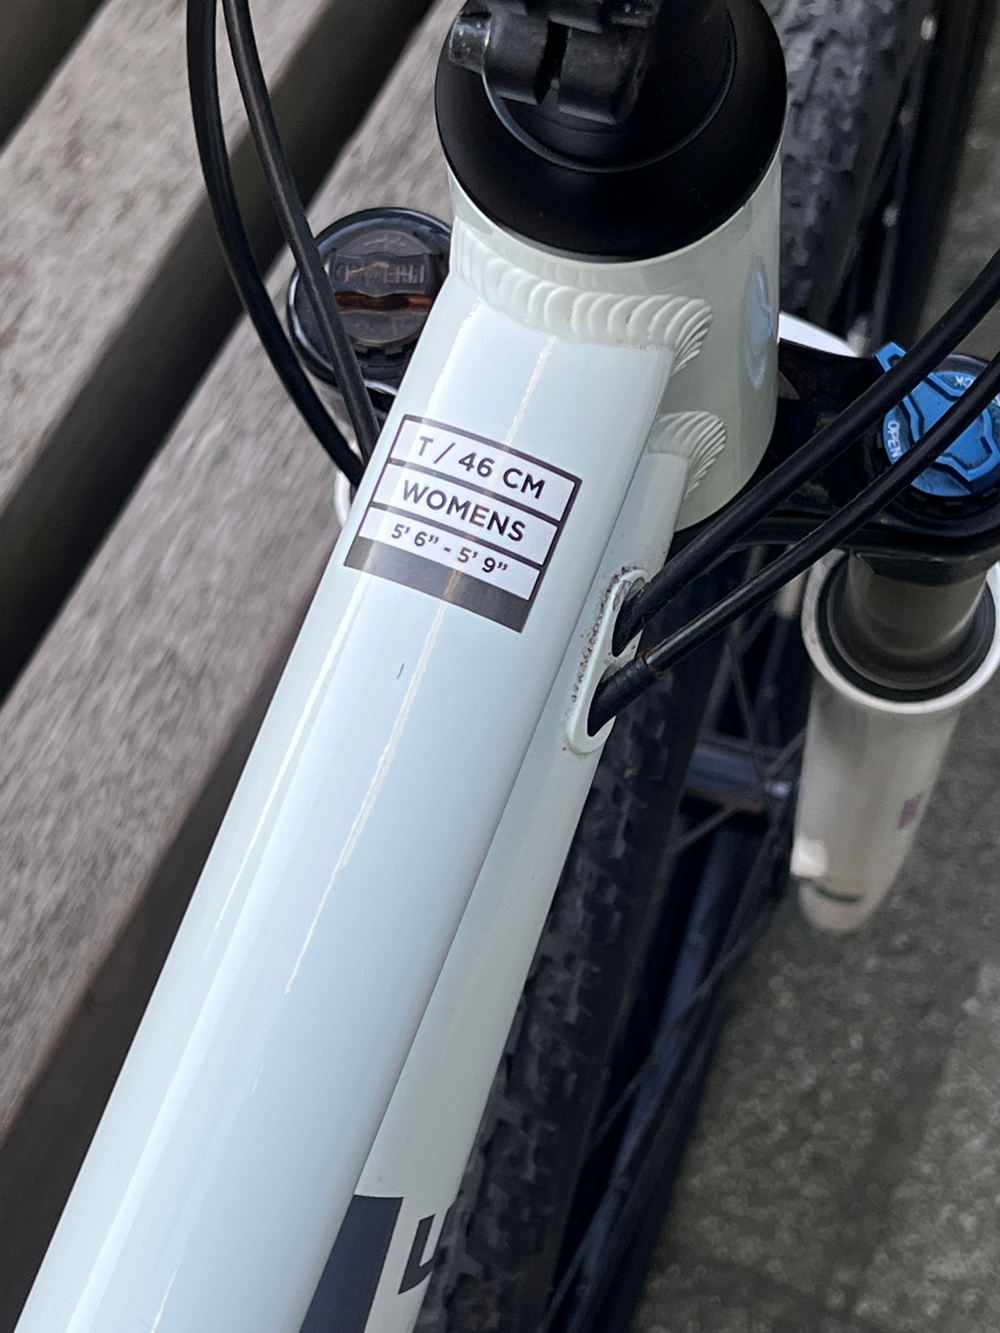 T / 46 CM
WOMENS
5' 6" - 5' 9"
OPEN